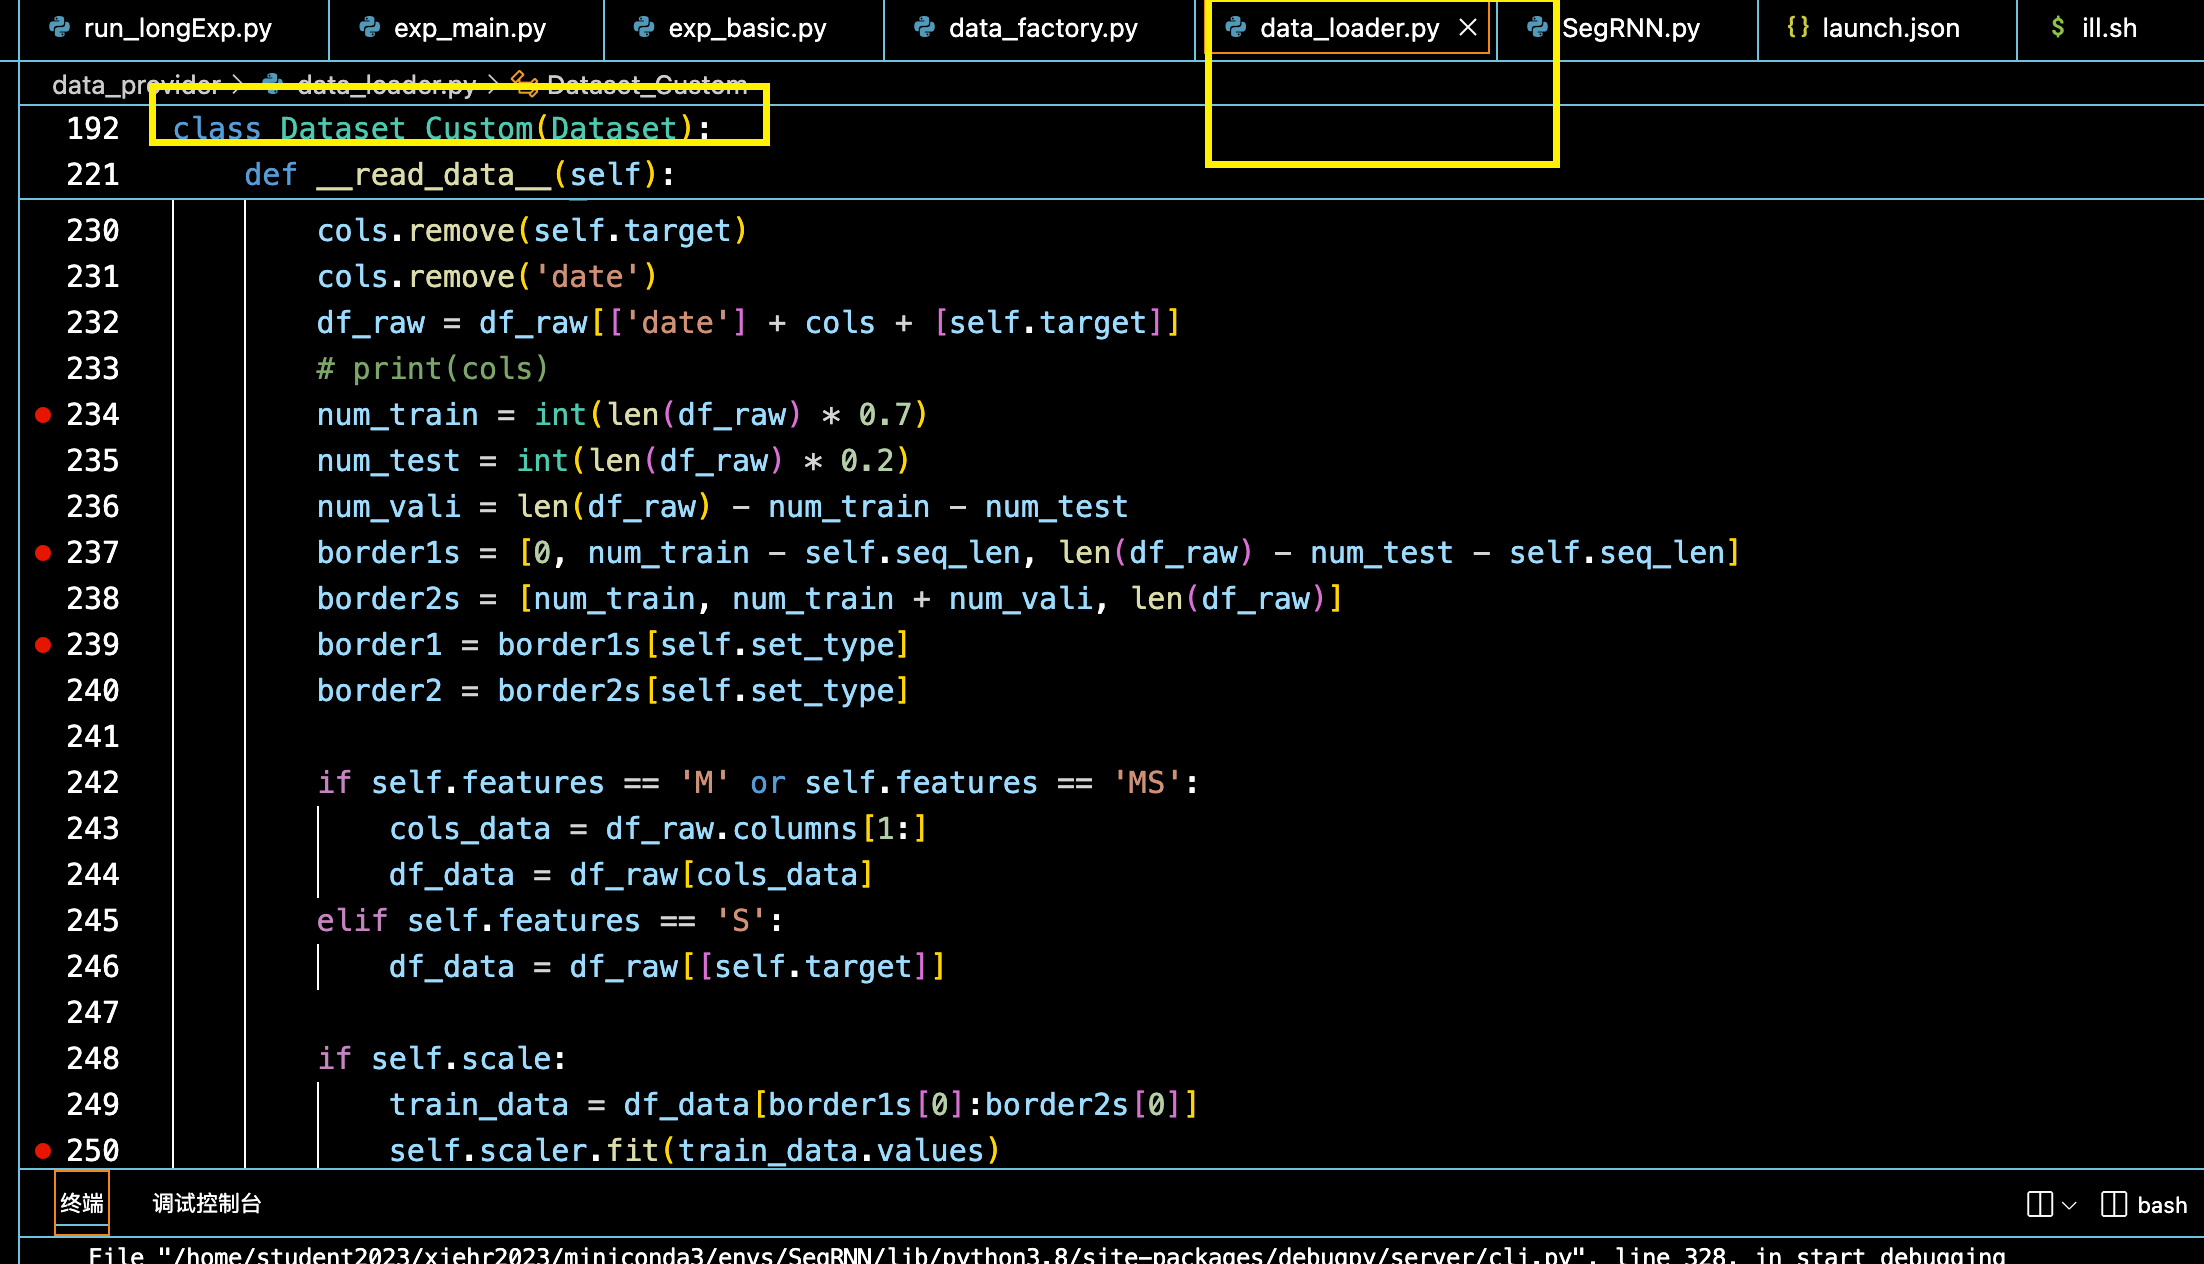 run_longExp.py exp_main.py exp_basic.py data_factory.py data_loader.py SegRNN.py {} launch.json $ ill.sh
data_provider > data_loader.py > Dataset_Custom
192 class Dataset_Custom(Dataset):
221 def __read_data__(self):
230 cols.remove(self.target)
231 cols.remove('date')
232 df_raw = df_raw[['date'] + cols + [self.target]]
233 # print(cols)
234 num_train = int(len(df_raw) * 0.7)
235 num_test = int(len(df_raw) * 0.2)
236 num_vali = len(df_raw) - num_train - num_test
237 border1s = [0, num_train - self.seq_len, len(df_raw) - num_test - self.seq_len]
238 border2s = [num_train, num_train + num_vali, len(df_raw)]
239 border1 = border1s[self.set_type]
240 border2 = border2s[self.set_type]
241
242 if self.features == 'M' or self.features == 'MS':
243 cols_data = df_raw.columns[1:]
244 df_data = df_raw[cols_data]
245 elif self.features == 'S':
246 df_data = df_raw[[self.target]]
247
248 if self.scale:
249 train_data = df_data[border1s[0]:border2s[0]]
250 self.scaler.fit(train_data.values)
终端 调试控制台 bash
File "/home/student2023/xiehr2023/miniconda3/envs/SegRNN/lib/python3.8/site-packages/debugpy/server/cli.py", line 328, in start_debugging